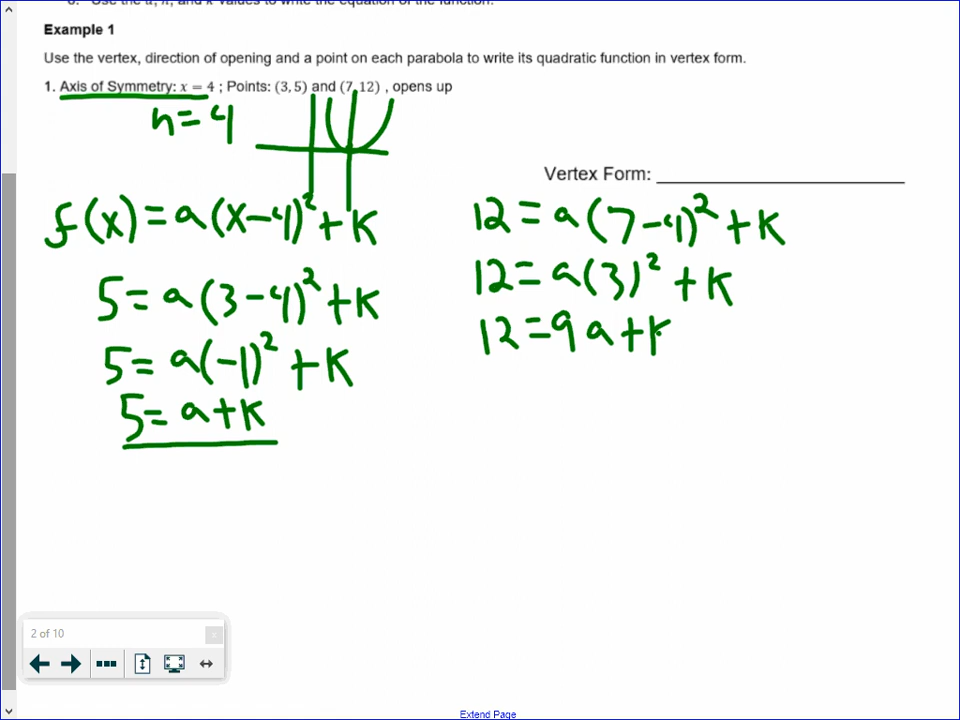 Example 1
Use the vertex, direction of opening and a point on each parabola to write its quadratic function in vertex form.
1. Axis of Symmetry: x = 4 ; Points: (3, 5) and (7, 12) , opens up
h = 4
Vertex Form: ____________________
f(x) = a(x-4)² + k
5 = a(3-4)² + k
5 = a(-1)² + k
5 = a + k
12 = a(7-4)² + k
12 = a(3)² + k
12 = 9a + k
2 of 10
Extend Page